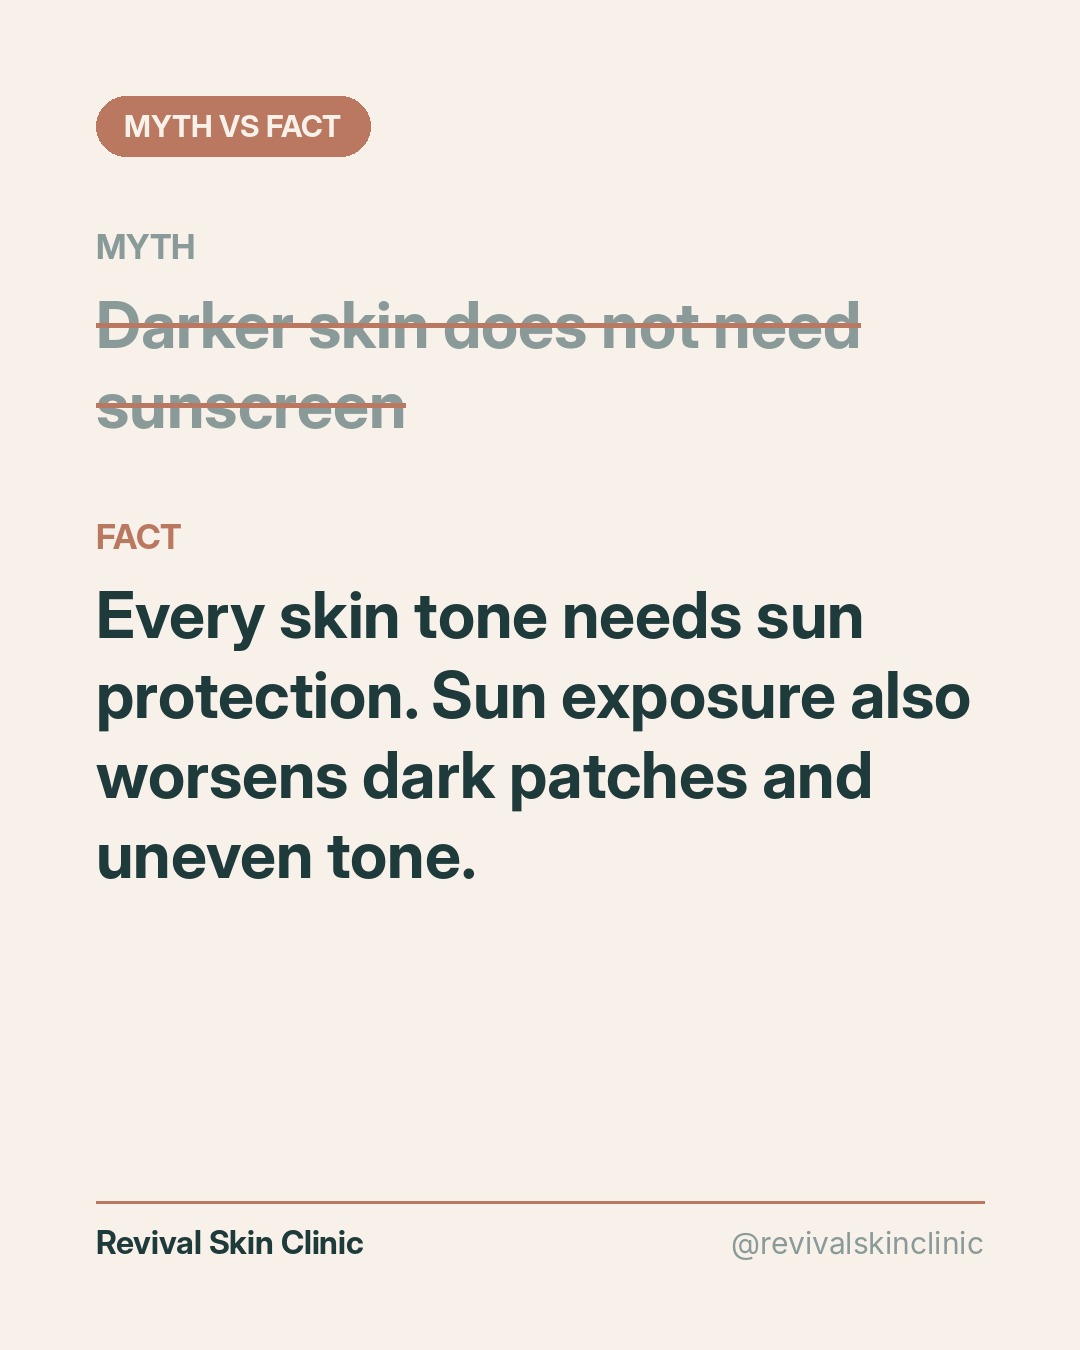 MYTH VS FACT
MYTH
Darker skin does not need
sunscreen
FACT
Every skin tone needs sun
protection. Sun exposure also
worsens dark patches and
uneven tone.
Revival Skin Clinic
@revivalskinclinic